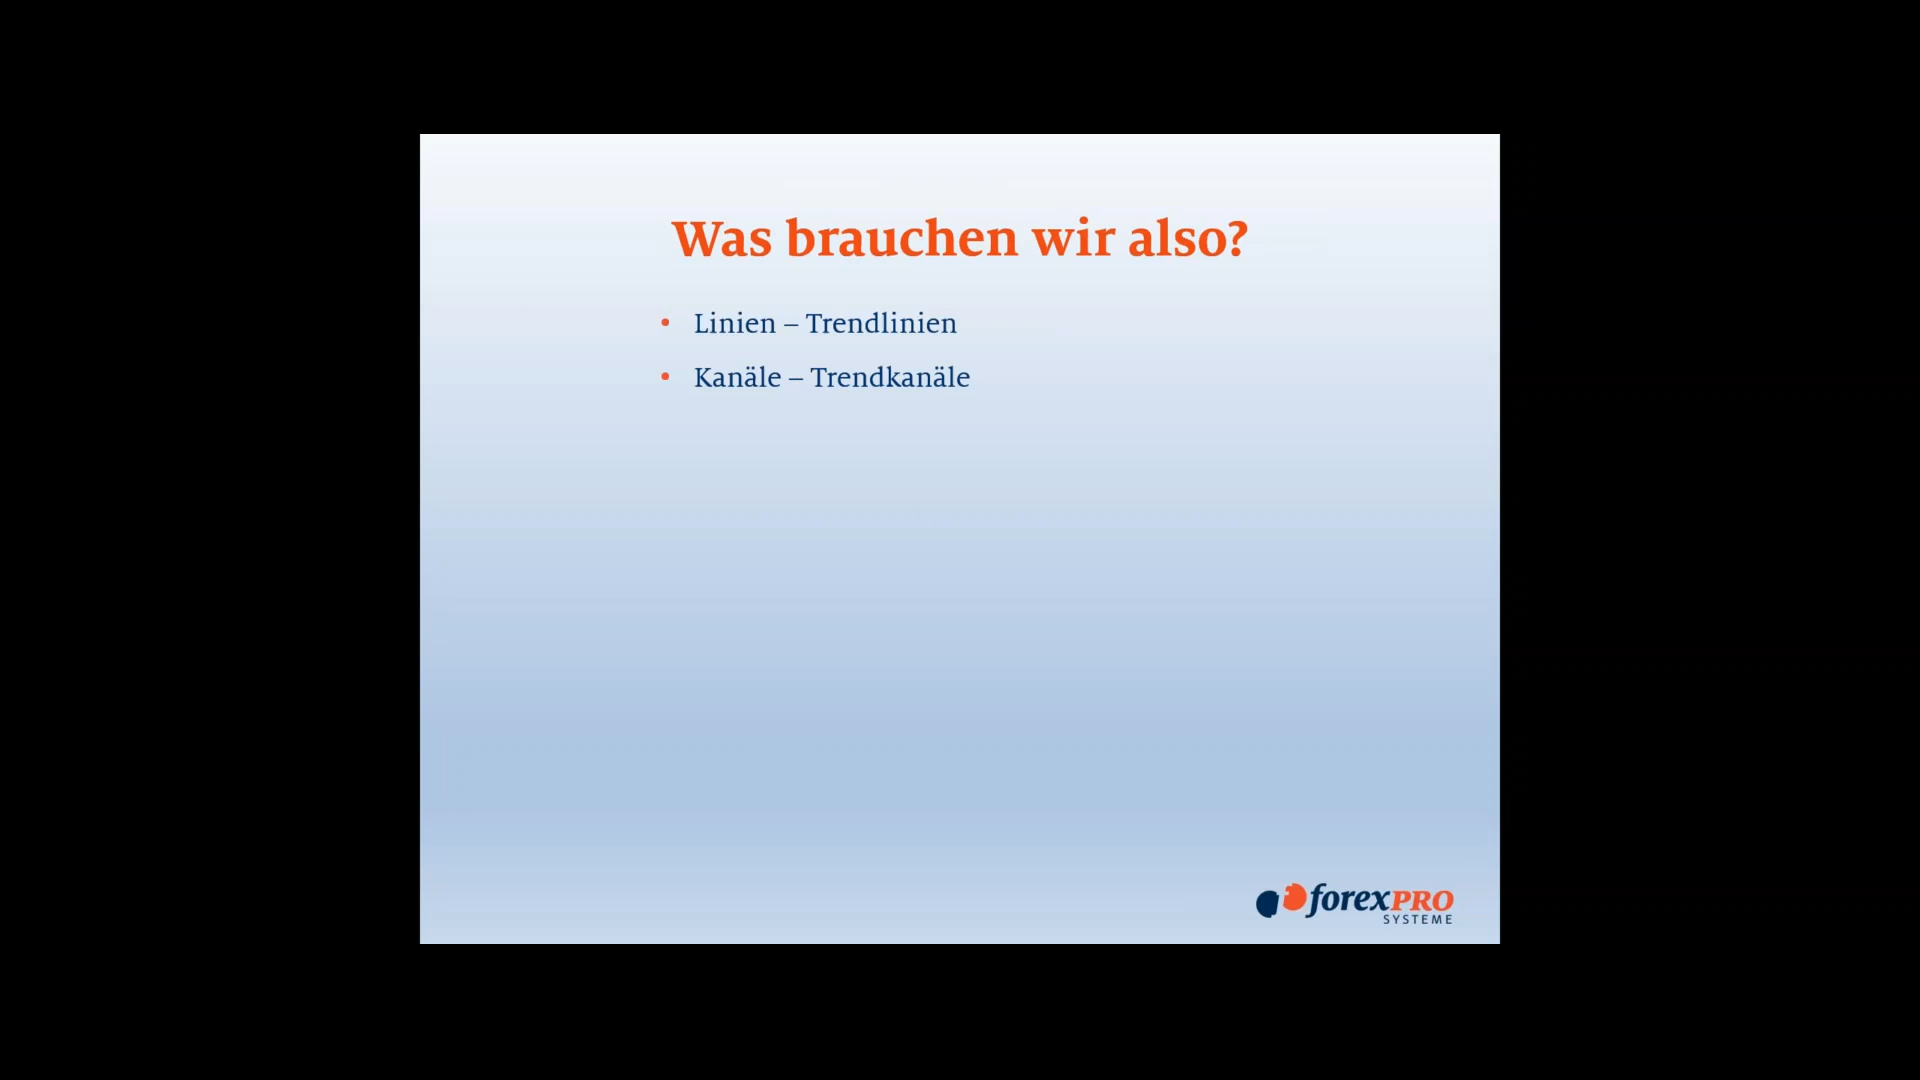 Was brauchen wir also?
• Linien – Trendlinien
• Kanäle – Trendkanäle
forexPRO
SYSTEME